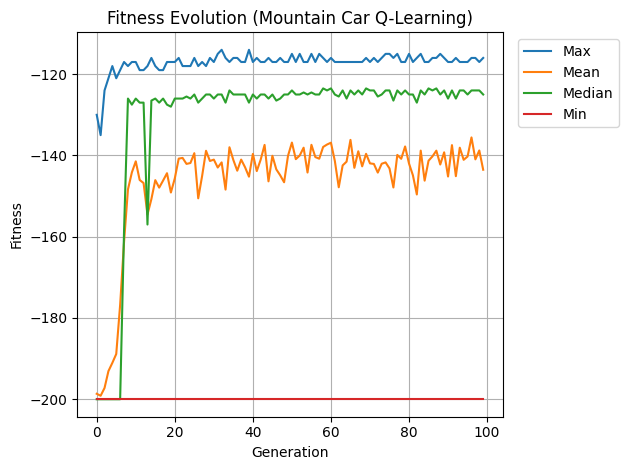 Fitness Evolution (Mountain Car Q-Learning)
Max
Mean
Median
Min
−120
−140
−160
−180
−200
Fitness
0 20 40 60 80 100
Generation